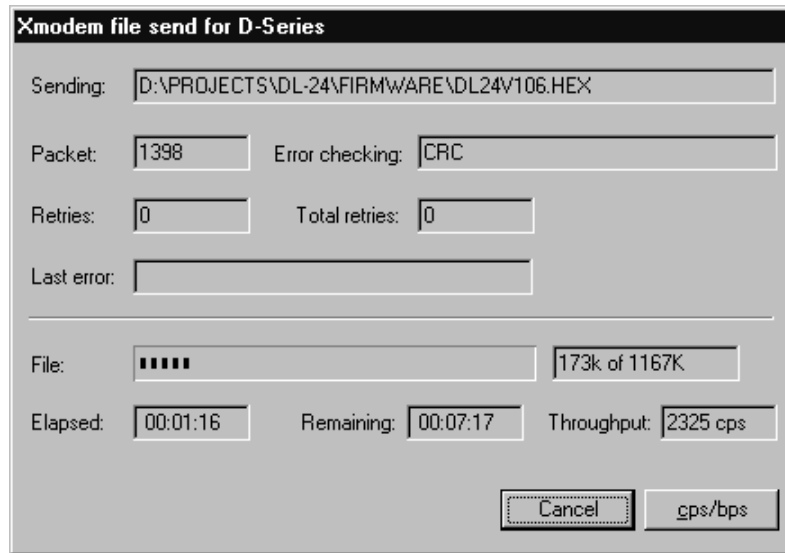 Xmodem file send for D-Series
Sending: D:\PROJECTS\DL-24\FIRMWARE\DL24V106.HEX
Packet: 1398 Error checking: CRC
Retries: 0 Total retries: 0
Last error:
File: 173k of 1167K
Elapsed: 00:01:16 Remaining: 00:07:17 Throughput: 2325 cps
Cancel cps/bps